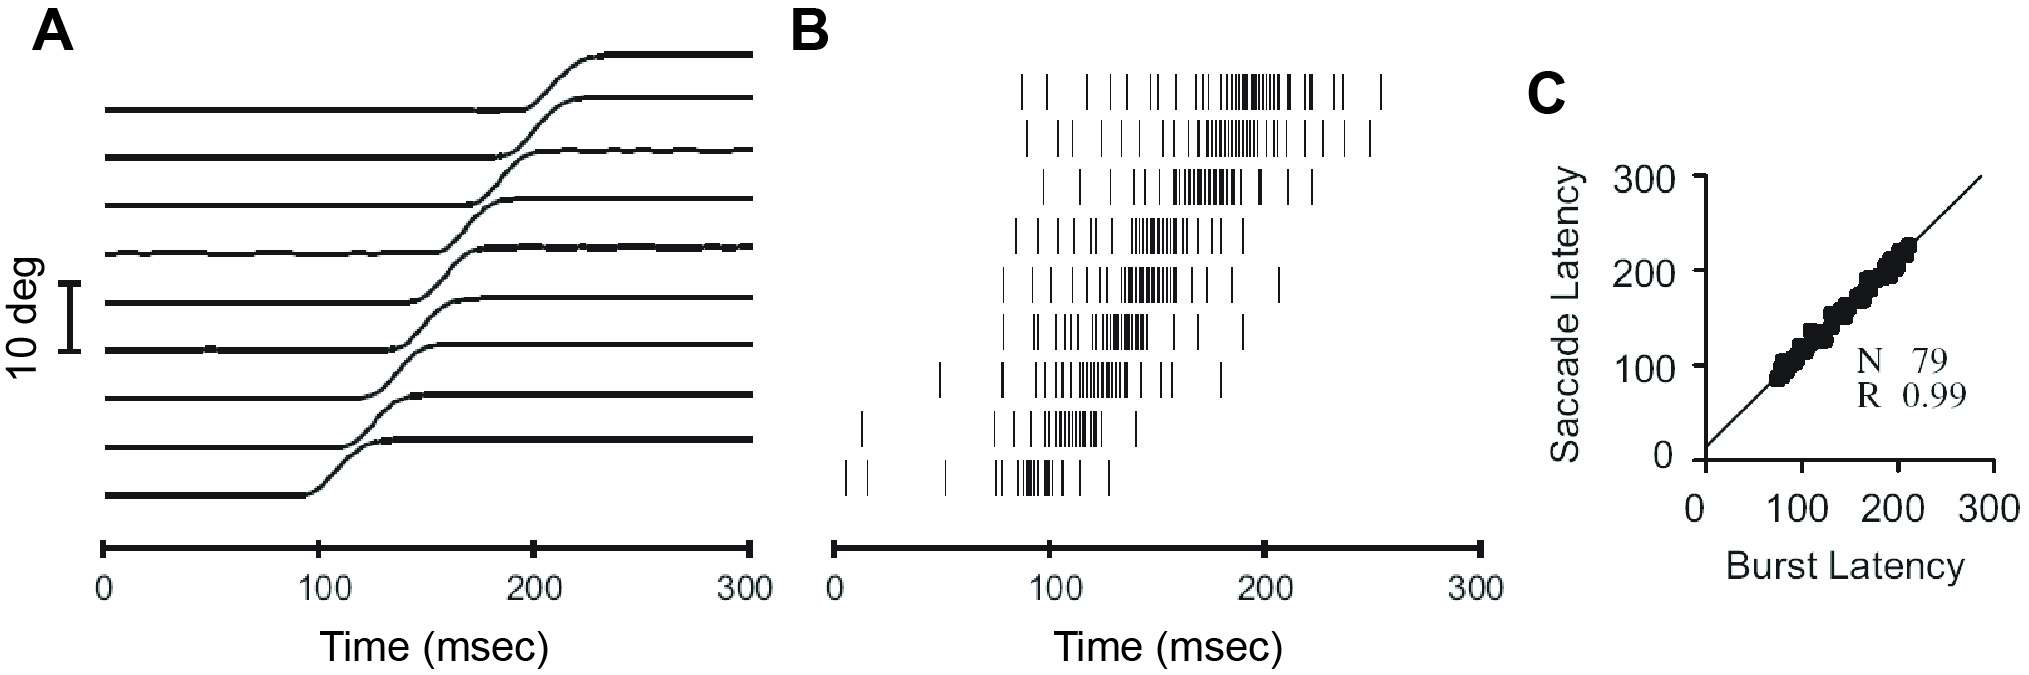 A
B
C
10 deg
0 100 200 300
Time (msec)
0 100 200 300
Time (msec)
Saccade Latency
300
200
100
0
N 79
R 0.99
0 100 200 300
Burst Latency